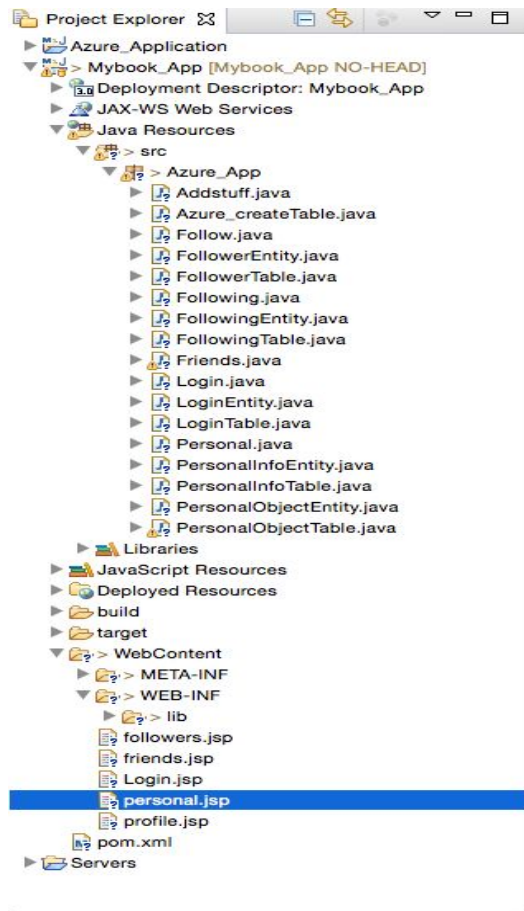 Project Explorer
Azure_Application
> Mybook_App [Mybook_App NO-HEAD]
Deployment Descriptor: Mybook_App
JAX-WS Web Services
Java Resources
> src
> Azure_App
Addstuff.java
Azure_createTable.java
Follow.java
FollowerEntity.java
FollowerTable.java
Following.java
FollowingEntity.java
FollowingTable.java
Friends.java
Login.java
LoginEntity.java
LoginTable.java
Personal.java
PersonalInfoEntity.java
PersonalInfoTable.java
PersonalObjectEntity.java
PersonalObjectTable.java
Libraries
JavaScript Resources
Deployed Resources
build
target
> WebContent
> META-INF
> WEB-INF
> lib
followers.jsp
friends.jsp
Login.jsp
personal.jsp
profile.jsp
pom.xml
Servers